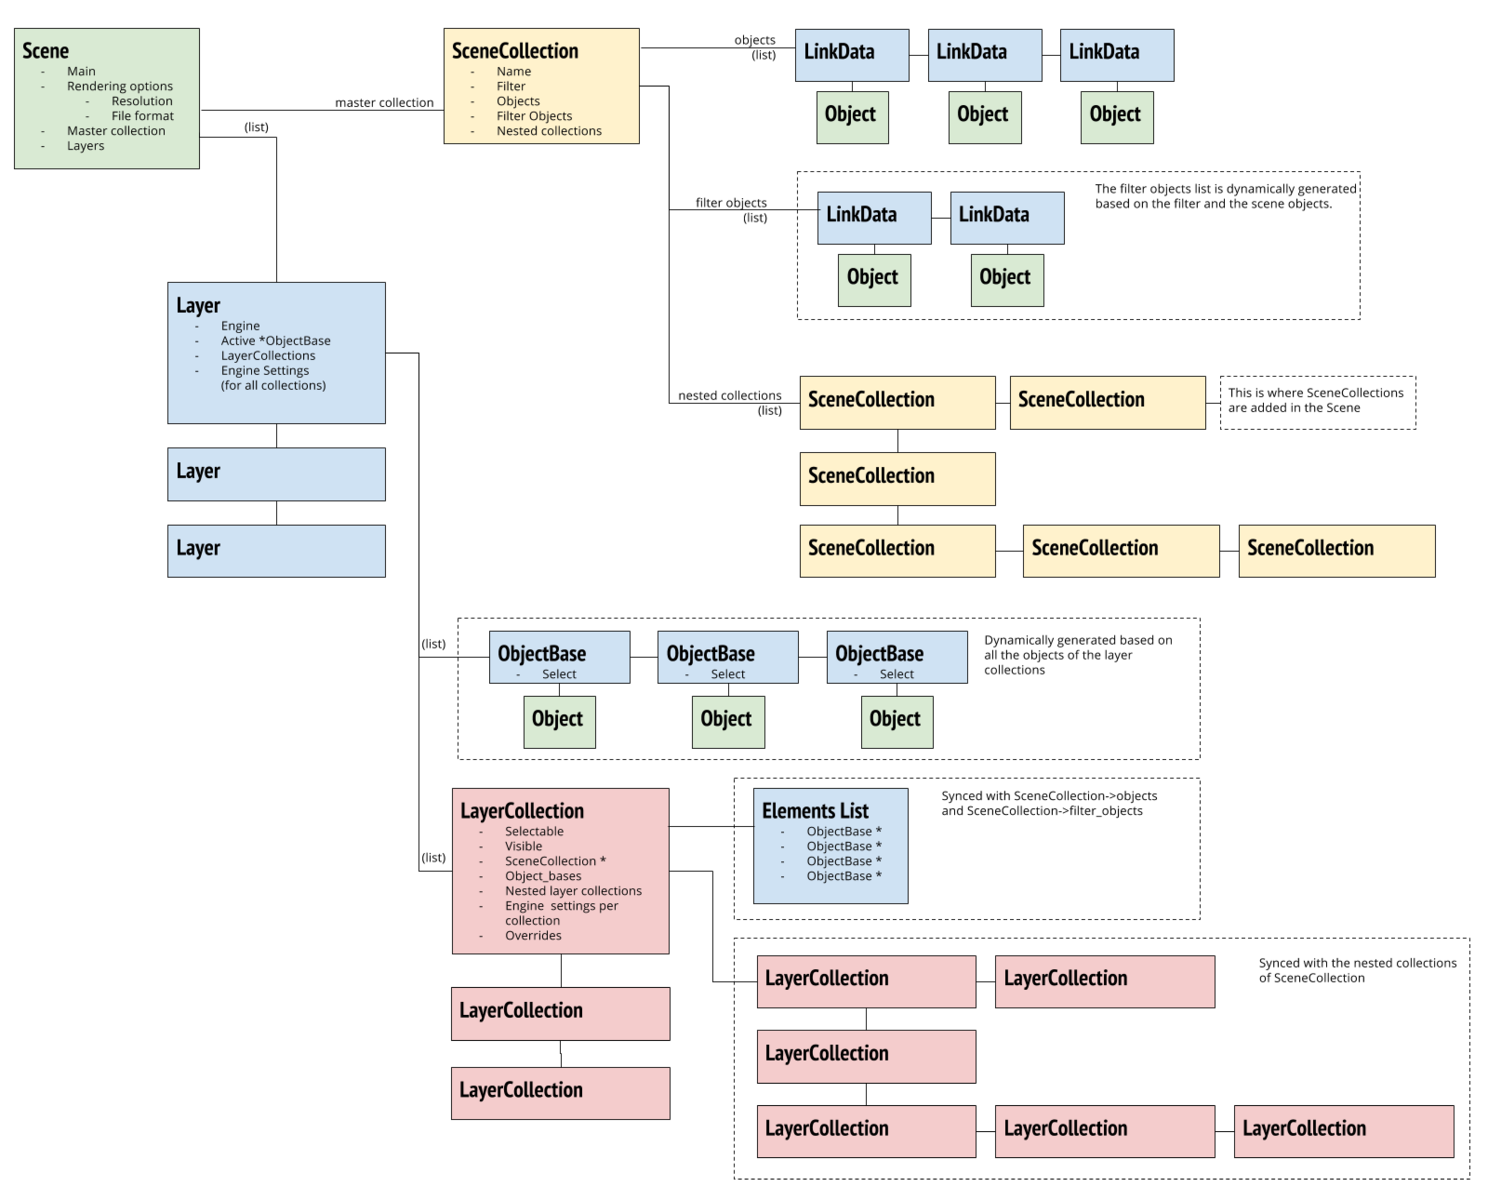 Scene
- Main
- Rendering options
- Resolution
- File format
- Master collection
- Layers
master collection
(list)
SceneCollection
- Name
- Filter
- Objects
- Filter Objects
- Nested collections
objects
(list)
LinkData
LinkData
LinkData
Object
Object
Object
filter objects
(list)
LinkData
LinkData
Object
Object
The filter objects list is dynamically generated
based on the filter and the scene objects.
nested collections
(list)
SceneCollection
SceneCollection
This is where SceneCollections
are added in the Scene
SceneCollection
SceneCollection
SceneCollection
SceneCollection
Layer
- Engine
- Active *ObjectBase
- LayerCollections
- Engine Settings
(for all collections)
Layer
Layer
(list)
ObjectBase
- Select
ObjectBase
- Select
ObjectBase
- Select
Object
Object
Object
Dynamically generated based on
all the objects of the layer
collections
(list)
LayerCollection
- Selectable
- Visible
- SceneCollection *
- Object_bases
- Nested layer collections
- Engine settings per
collection
- Overrides
Elements List
- ObjectBase *
- ObjectBase *
- ObjectBase *
- ObjectBase *
Synced with SceneCollection->objects
and SceneCollection->filter_objects
LayerCollection
LayerCollection
LayerCollection
LayerCollection
Synced with the nested collections
of SceneCollection
LayerCollection
LayerCollection
LayerCollection
LayerCollection